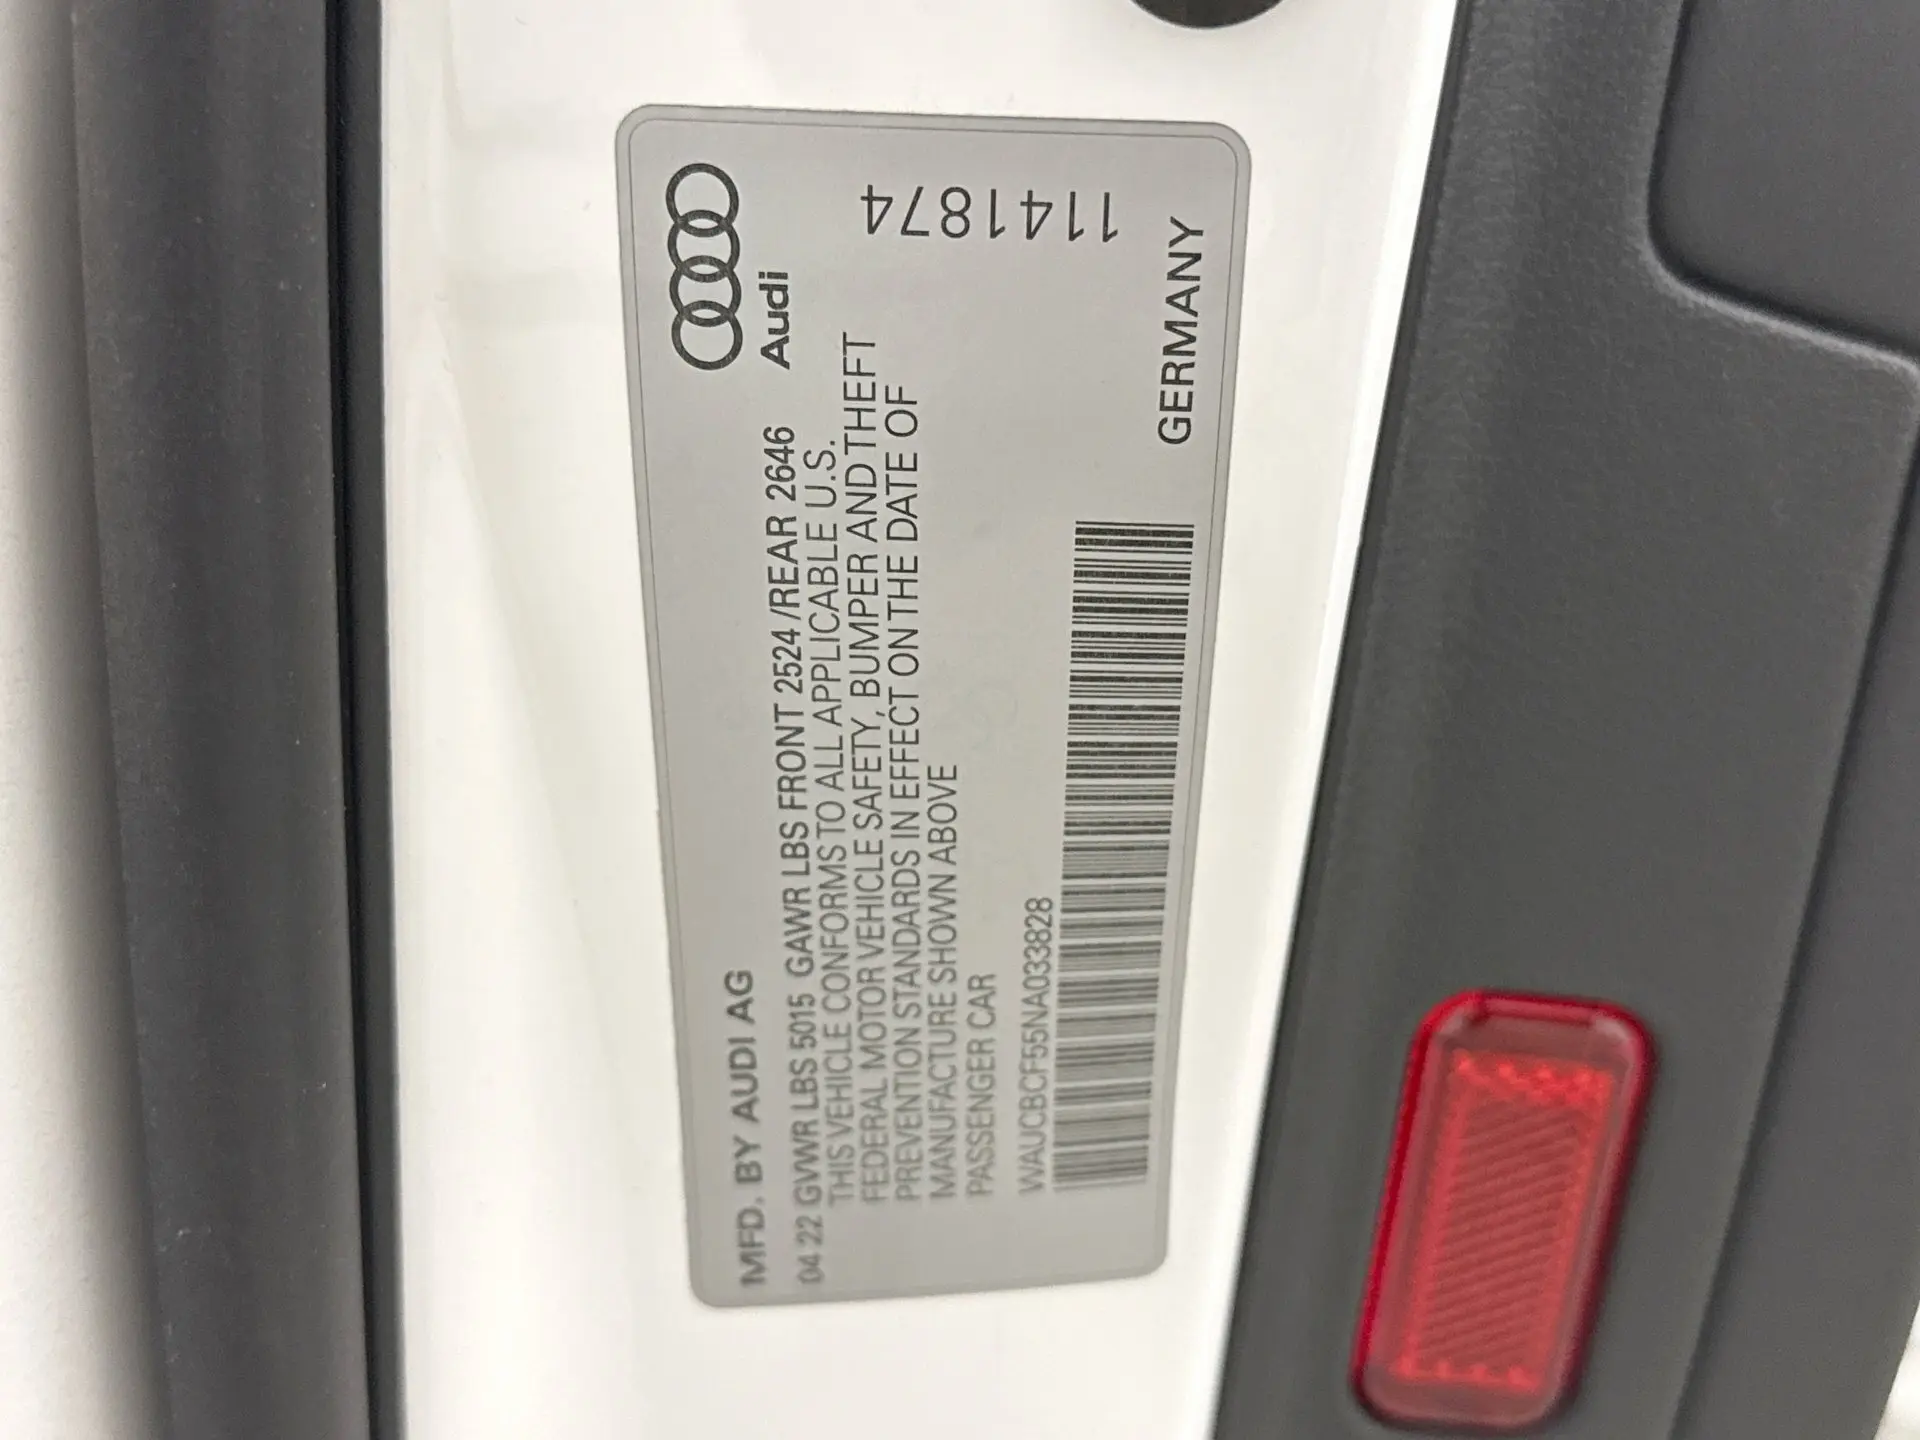 Audi
MFD. BY AUDI AG
04 22 GVWR LBS 5015 GAWR LBS FRONT 2524/REAR 2646
THIS VEHICLE CONFORMS TO ALL APPLICABLE U.S.
FEDERAL MOTOR VEHICLE SAFETY, BUMPER AND THEFT
PREVENTION STANDARDS IN EFFECT ON THE DATE OF
MANUFACTURE SHOWN ABOVE
PASSENGER CAR
1141874
WAUCBCF55NA033828
GERMANY